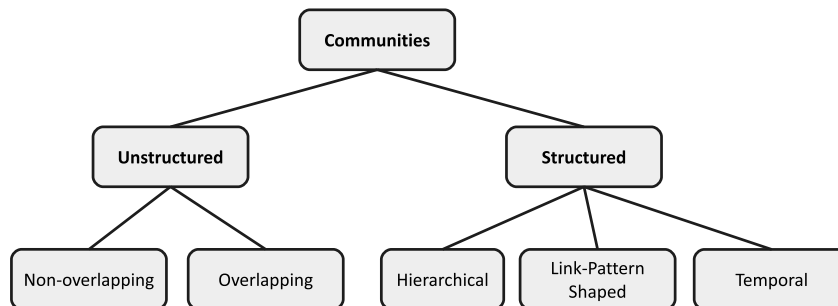 Communities
Unstructured
Structured
Non-overlapping
Overlapping
Hierarchical
Link-Pattern
Shaped
Temporal